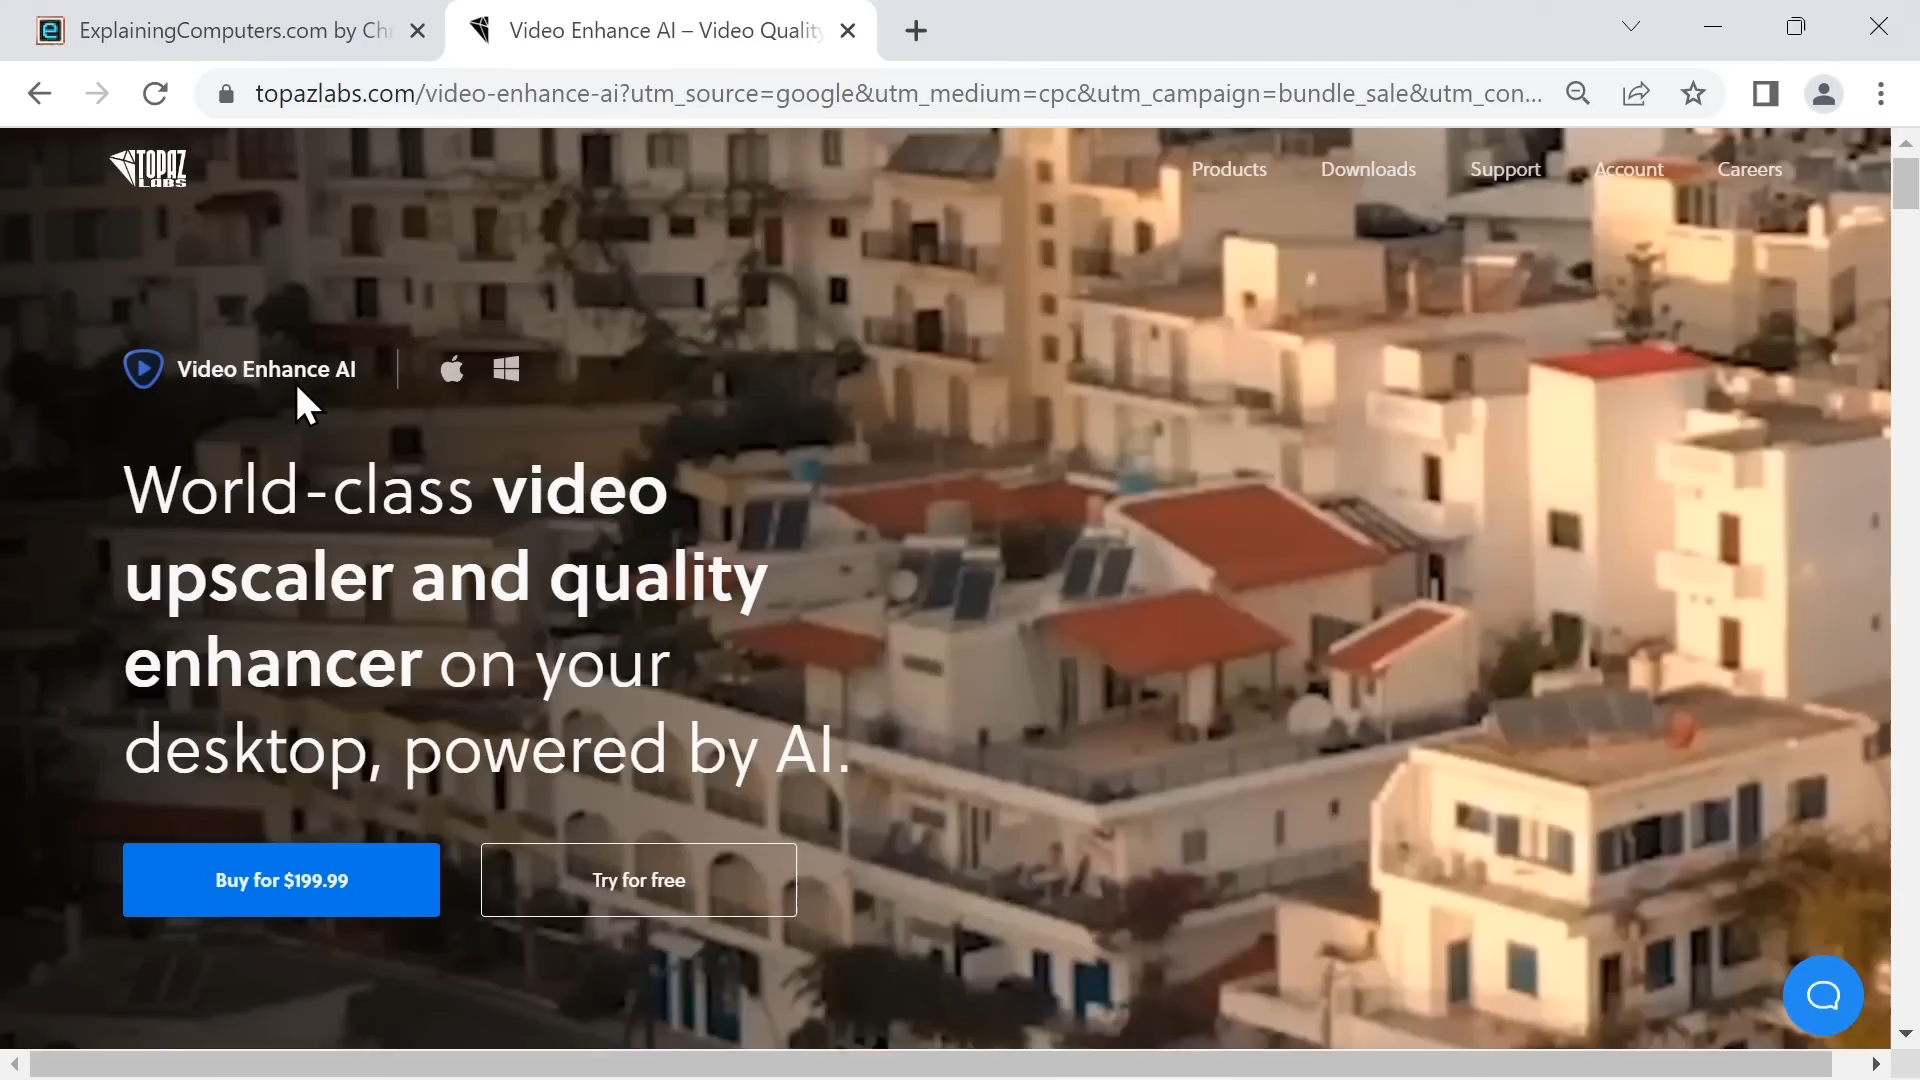 ExplainingComputers.com by Chr
Video Enhance AI – Video Quality
topazlabs.com/video-enhance-ai?utm_source=google&utm_medium=cpc&utm_campaign=bundle_sale&utm_con...
TOPAZ
LABS
Products
Downloads
Support
Account
Careers
Video Enhance AI
World-class video
upscaler and quality
enhancer on your
desktop, powered by AI.
Buy for $199.99
Try for free